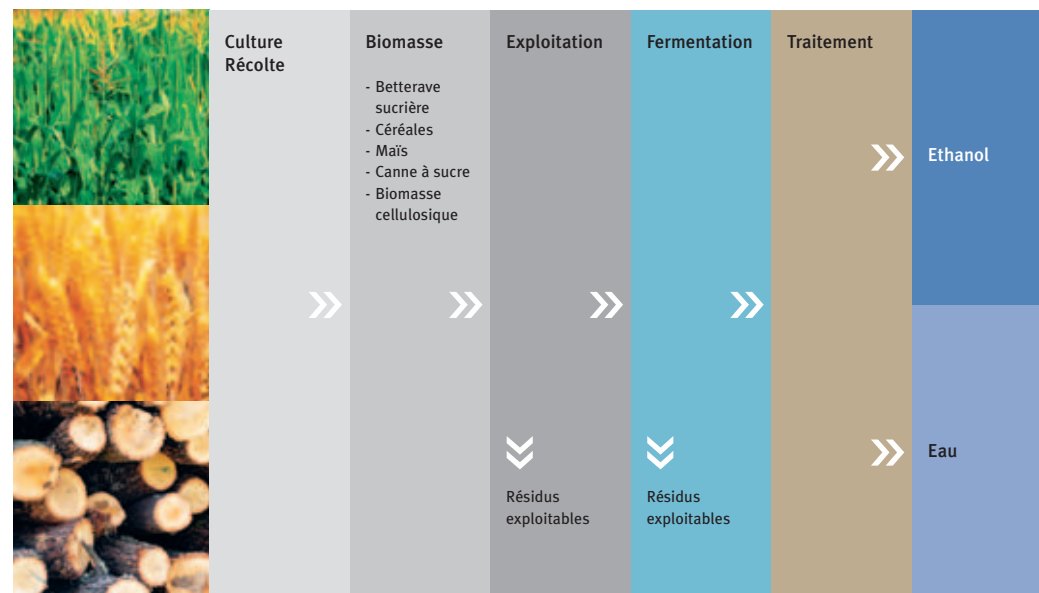 Culture
Récolte
Biomasse
- Betterave
sucrière
- Céréales
- Maïs
- Canne à sucre
- Biomasse
cellulosique
Exploitation
Résidus
exploitables
Fermentation
Résidus
exploitables
Traitement
Ethanol
Eau